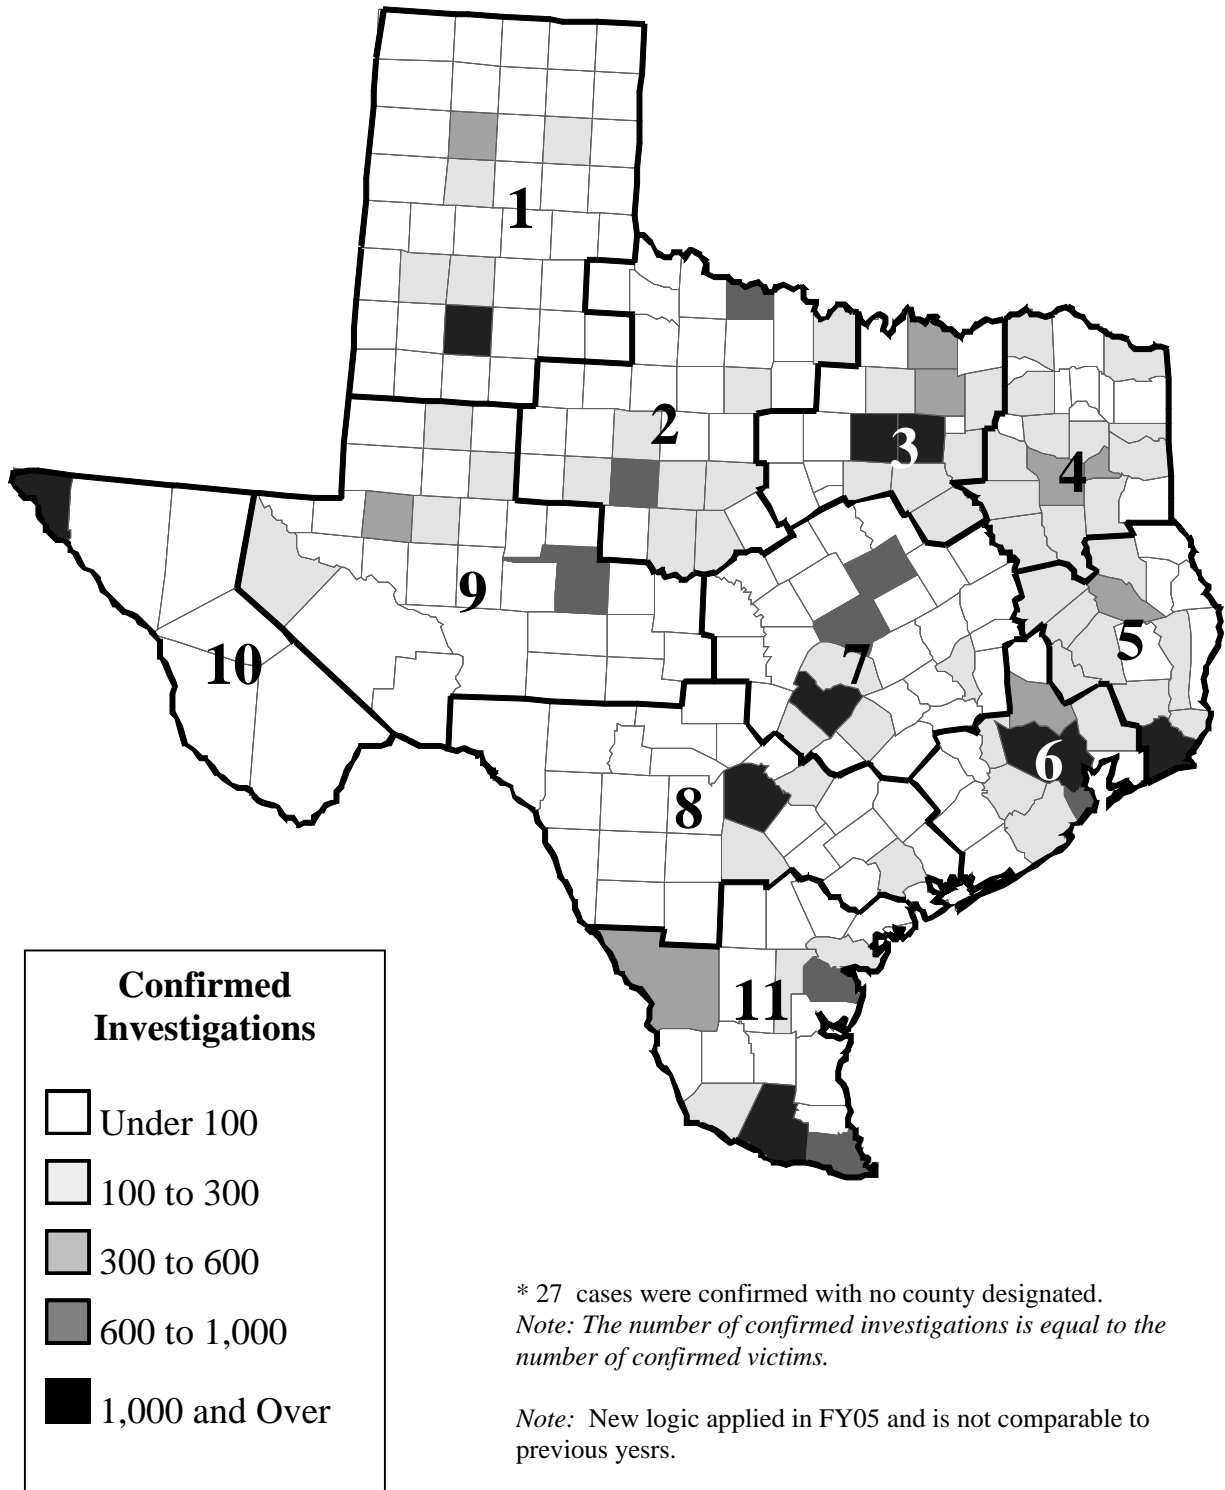 1
2
3
4
5
6
7
8
9
10
11
Confirmed
Investigations
Under 100
100 to 300
300 to 600
600 to 1,000
1,000 and Over
* 27 cases were confirmed with no county designated.
Note: The number of confirmed investigations is equal to the
number of confirmed victims.
Note: New logic applied in FY05 and is not comparable to
previous yesrs.